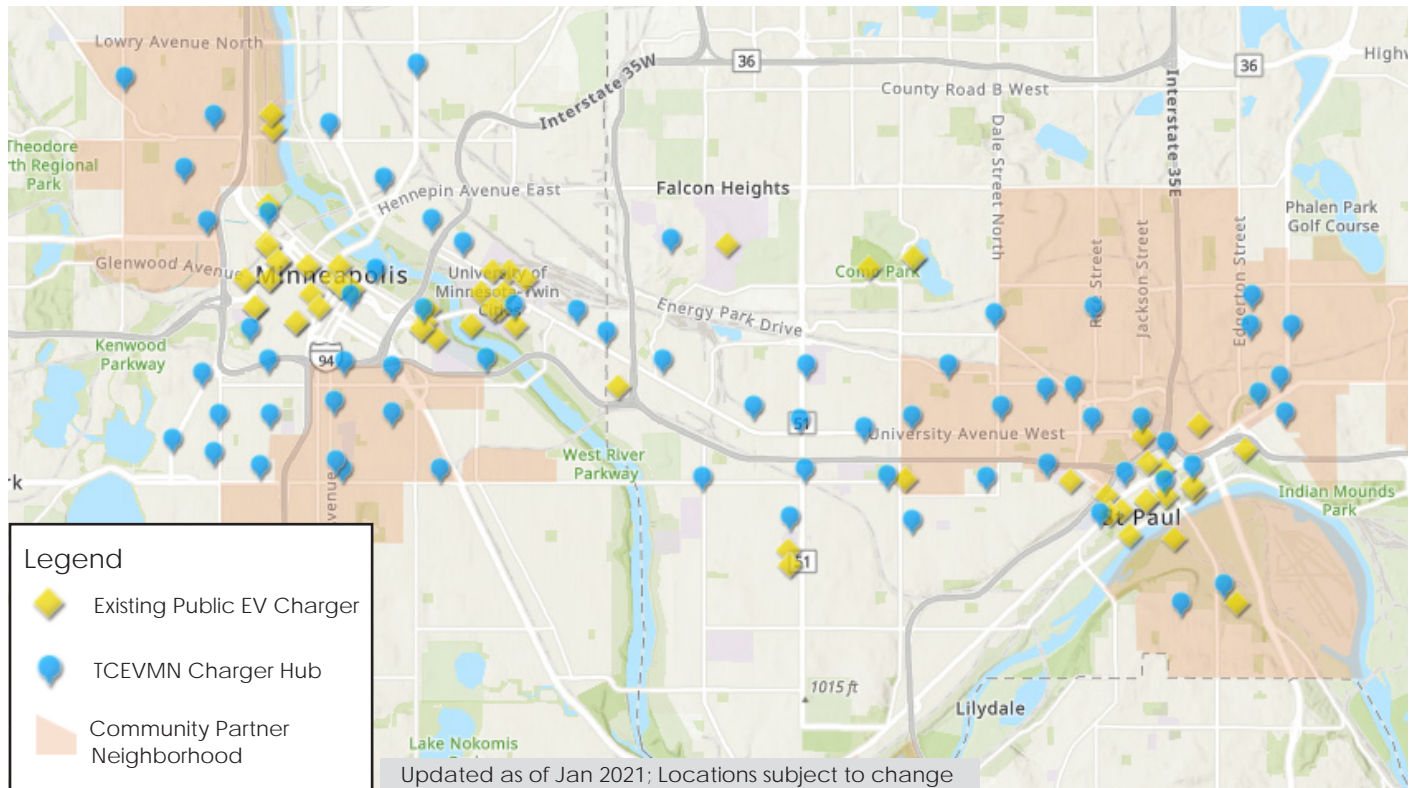 Lowry Avenue North
Interstate 35W
36
36
Highw
County Road B West
Theodore
rth Regional
Park
Hennepin Avenue East
Falcon Heights
Dale Street North
Interstate 35E
Phalen Park
Golf Course
Glenwood Avenue
Minneapolis
University of
Minnesota-Twin
Cities
Como Park
Rice Street
Jackson Street
Edgerton Street
Energy Park Drive
Kenwood
Parkway
94
51
University Avenue West
West River
Parkway
rk
Avenue
St Paul
Indian Mounds
Park
51
1015 ft
Lilydale
Lake Nokomis
Legend
Existing Public EV Charger
TCEVMN Charger Hub
Community Partner
Neighborhood
Updated as of Jan 2021; Locations subject to change